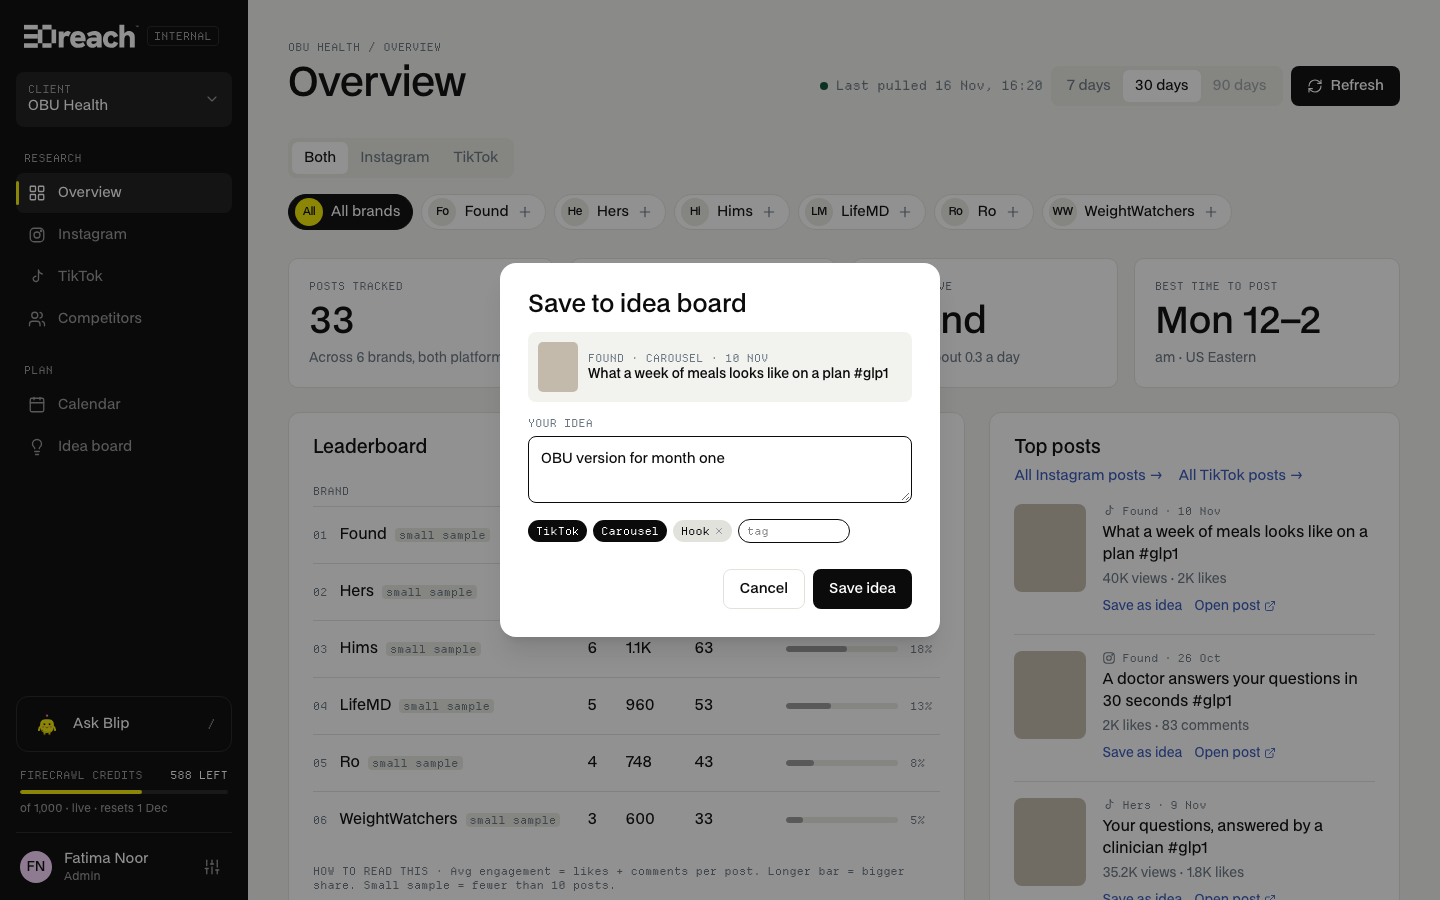 reach
INTERNAL
CLIENT
OBU Health
RESEARCH
Overview
Instagram
TikTok
Competitors
PLAN
Calendar
Idea board
Ask Blip
/
FIRECRAWL CREDITS 588 LEFT
of 1,000 · live · resets 1 Dec
FN
Fatima Noor
Admin
OBU HEALTH / OVERVIEW
Overview
Last pulled 16 Nov, 16:20
7 days 30 days 90 days
Refresh
Both Instagram TikTok
All All brands
Fo Found
He Hers
Hi Hims
LM LifeMD
Ro Ro
WW WeightWatchers
POSTS TRACKED
33
Across 6 brands, both platform
VE
nd
out 0.3 a day
BEST TIME TO POST
Mon 12–2
am · US Eastern
Save to idea board
FOUND · CAROUSEL · 10 NOV
What a week of meals looks like on a plan #glp1
YOUR IDEA
OBU version for month one
TikTok Carousel Hook × tag
Cancel Save idea
Leaderboard
BRAND
01 Found small sample
02 Hers small sample
03 Hims small sample 6 1.1K 63 18%
04 LifeMD small sample 5 960 53 13%
05 Ro small sample 4 748 43 8%
06 WeightWatchers small sample 3 600 33 5%
HOW TO READ THIS · Avg engagement = likes + comments per post. Longer bar = bigger
share. Small sample = fewer than 10 posts.
Top posts
All Instagram posts → All TikTok posts →
Found · 10 Nov
What a week of meals looks like on a
plan #glp1
40K views · 2K likes
Save as idea Open post
Found · 26 Oct
A doctor answers your questions in
30 seconds #glp1
2K likes · 83 comments
Save as idea Open post
Hers · 9 Nov
Your questions, answered by a
clinician #glp1
35.2K views · 1.8K likes
Save as idea Open post